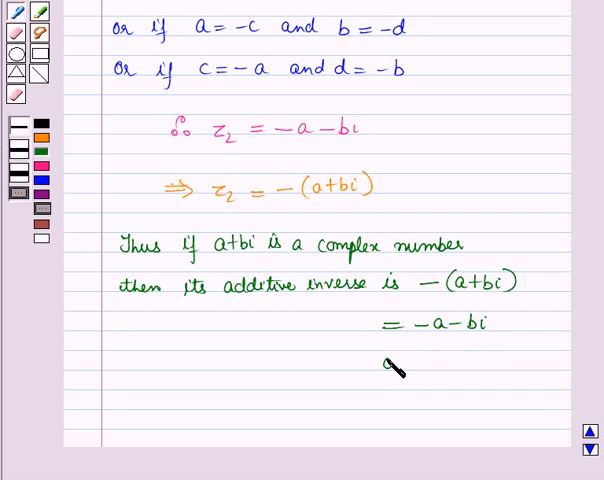 or if a = -c and b = -d
or if c = -a and d = -b
∴ z₂ = -a - bi
⇒ z₂ = -(a+bi)
Thus if a+bi is a complex number
then its additive inverse is -(a+bi)
= -a - bi